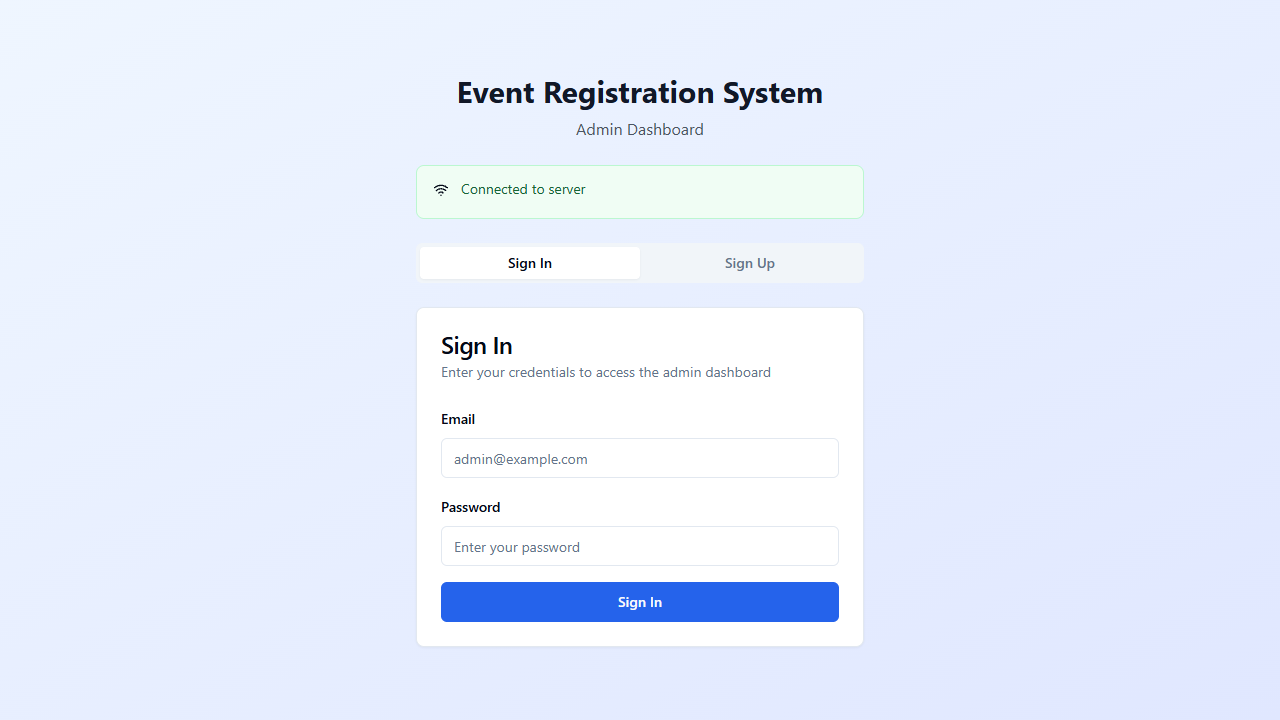 Event Registration System
Admin Dashboard
Connected to server
Sign In
Sign Up
Sign In
Enter your credentials to access the admin dashboard
Email
admin@example.com
Password
Enter your password
Sign In